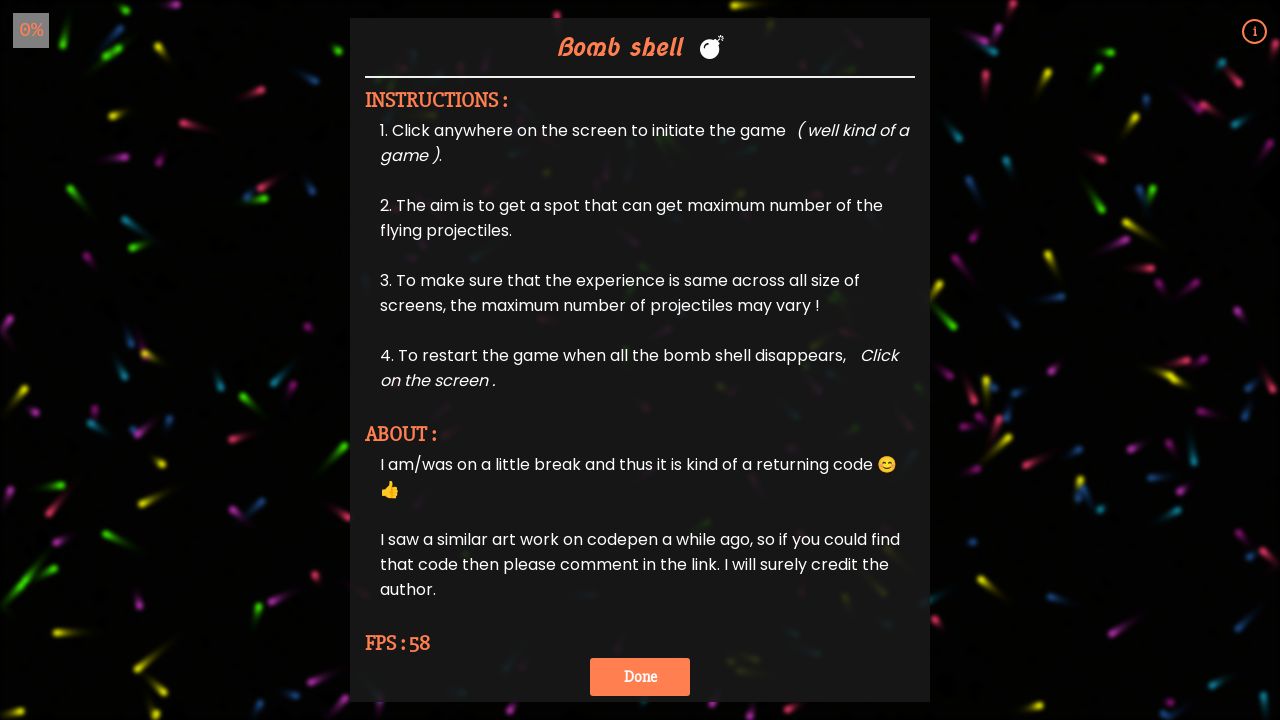 0%
i
Bomb shell 💣
INSTRUCTIONS :
1. Click anywhere on the screen to initiate the game ( well kind of a
game ).
2. The aim is to get a spot that can get maximum number of the
flying projectiles.
3. To make sure that the experience is same across all size of
screens, the maximum number of projectiles may vary !
4. To restart the game when all the bomb shell disappears, Click
on the screen .
ABOUT :
I am/was on a little break and thus it is kind of a returning code 😊
👍
I saw a similar art work on codepen a while ago, so if you could find
that code then please comment in the link. I will surely credit the
author.
FPS : 58
Done